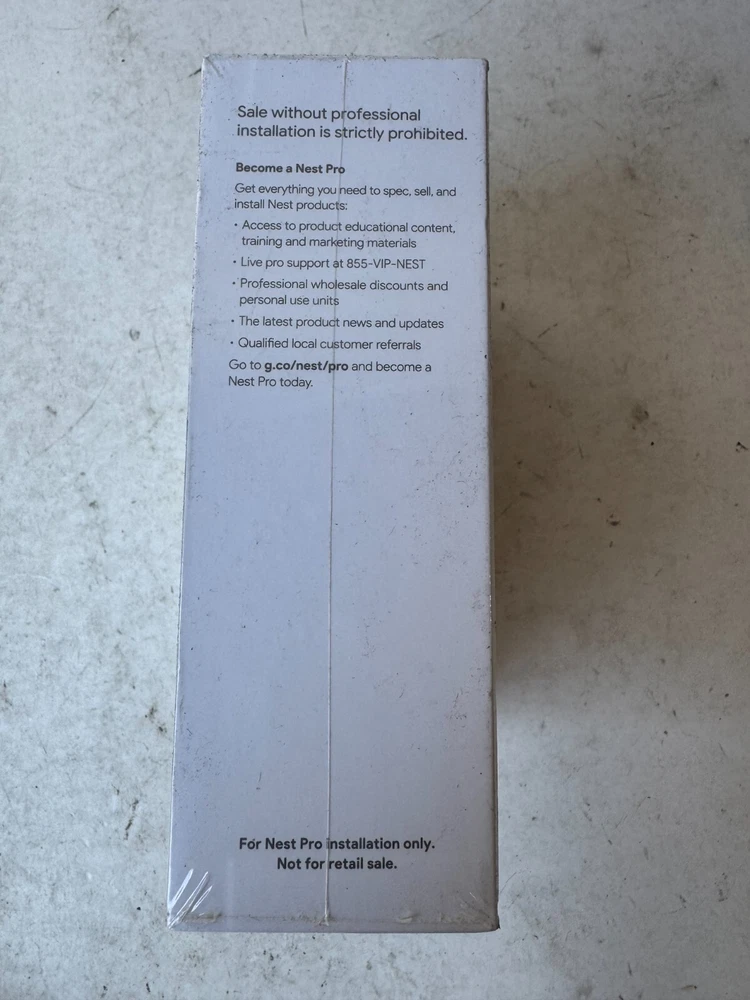 Sale without professional
installation is strictly prohibited.
Become a Nest Pro
Get everything you need to spec, sell, and
install Nest products:
• Access to product educational content,
training and marketing materials
• Live pro support at 855-VIP-NEST
• Professional wholesale discounts and
personal use units
• The latest product news and updates
• Qualified local customer referrals
Go to g.co/nest/pro and become a
Nest Pro today.
For Nest Pro installation only.
Not for retail sale.